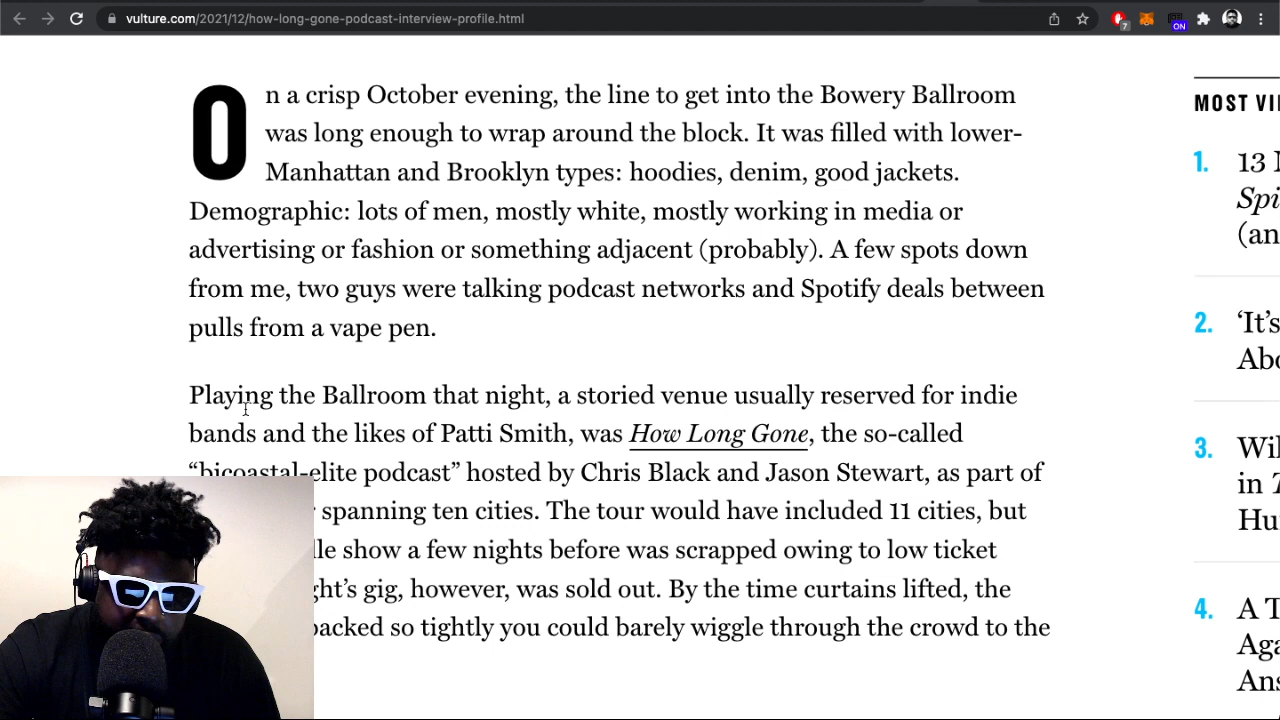 vulture.com/2021/12/how-long-gone-podcast-interview-profile.html
7
ON
On a crisp October evening, the line to get into the Bowery Ballroom
was long enough to wrap around the block. It was filled with lower-
Manhattan and Brooklyn types: hoodies, denim, good jackets.
Demographic: lots of men, mostly white, mostly working in media or
advertising or fashion or something adjacent (probably). A few spots down
from me, two guys were talking podcast networks and Spotify deals between
pulls from a vape pen.
Playing the Ballroom that night, a storied venue usually reserved for indie
bands and the likes of Patti Smith, was How Long Gone, the so-called
“bicoastal-elite podcast” hosted by Chris Black and Jason Stewart, as part of
spanning ten cities. The tour would have included 11 cities, but
show a few nights before was scrapped owing to low ticket
gig, however, was sold out. By the time curtains lifted, the
packed so tightly you could barely wiggle through the crowd to the
MOST
1. 13
2. ‘It’s
3.
in
4. A